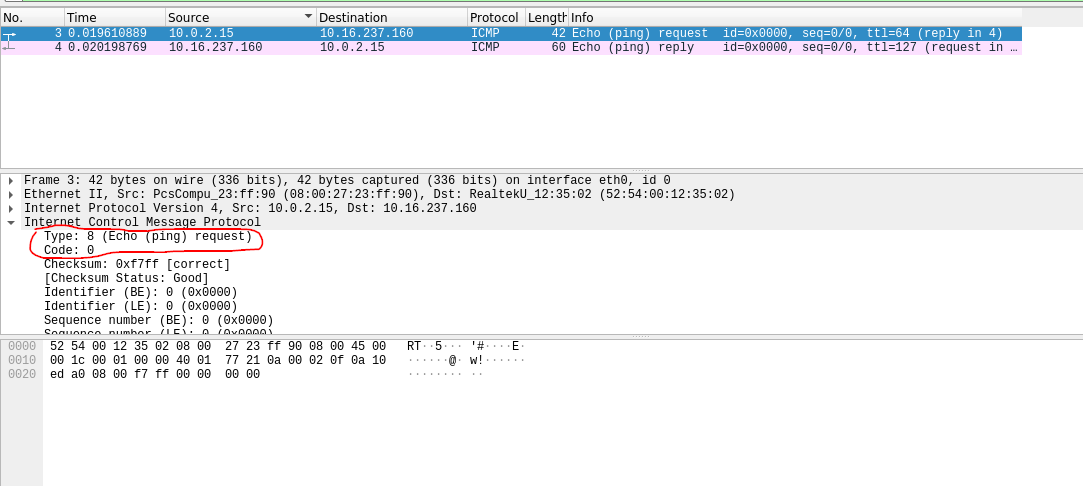 No. Time Source Destination Protocol Length Info
3 0.019610889 10.0.2.15 10.16.237.160 ICMP 42 Echo (ping) request id=0x0000, seq=0/0, ttl=64 (reply in 4)
4 0.020198769 10.16.237.160 10.0.2.15 ICMP 60 Echo (ping) reply id=0x0000, seq=0/0, ttl=127 (request in …
Frame 3: 42 bytes on wire (336 bits), 42 bytes captured (336 bits) on interface eth0, id 0
Ethernet II, Src: PcsCompu_23:ff:90 (08:00:27:23:ff:90), Dst: RealtekU_12:35:02 (52:54:00:12:35:02)
Internet Protocol Version 4, Src: 10.0.2.15, Dst: 10.16.237.160
Internet Control Message Protocol
Type: 8 (Echo (ping) request)
Code: 0
Checksum: 0xf7ff [correct]
[Checksum Status: Good]
Identifier (BE): 0 (0x0000)
Identifier (LE): 0 (0x0000)
Sequence number (BE): 0 (0x0000)
Sequence number (LE): 0 (0x0000)
0000 52 54 00 12 35 02 08 00 27 23 ff 90 08 00 45 00 RT··5··· '#····E·
0010 00 1c 00 01 00 00 40 01 77 21 0a 00 02 0f 0a 10 ······@· w!······
0020 ed a0 08 00 f7 ff 00 00 00 00 ········ ··